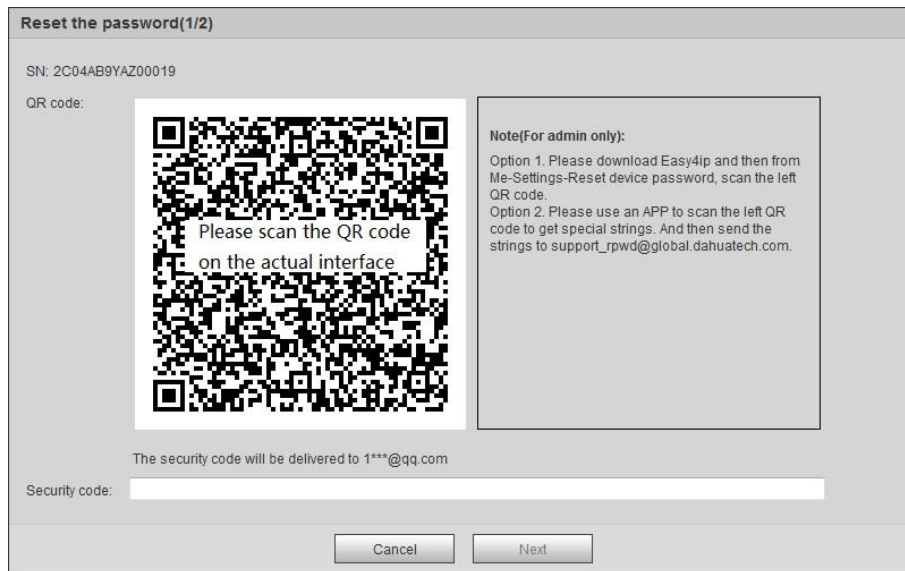 Reset the password(1/2)
SN: 2C04AB9YAZ00019
QR code:
Please scan the QR code
on the actual interface
Note(For admin only):
Option 1. Please download Easy4ip and then from
Me-Settings-Reset device password, scan the left
QR code.
Option 2. Please use an APP to scan the left QR
code to get special strings. And then send the
strings to support_rpwd@global.dahuatech.com.
The security code will be delivered to 1***@qq.com
Security code:
Cancel
Next